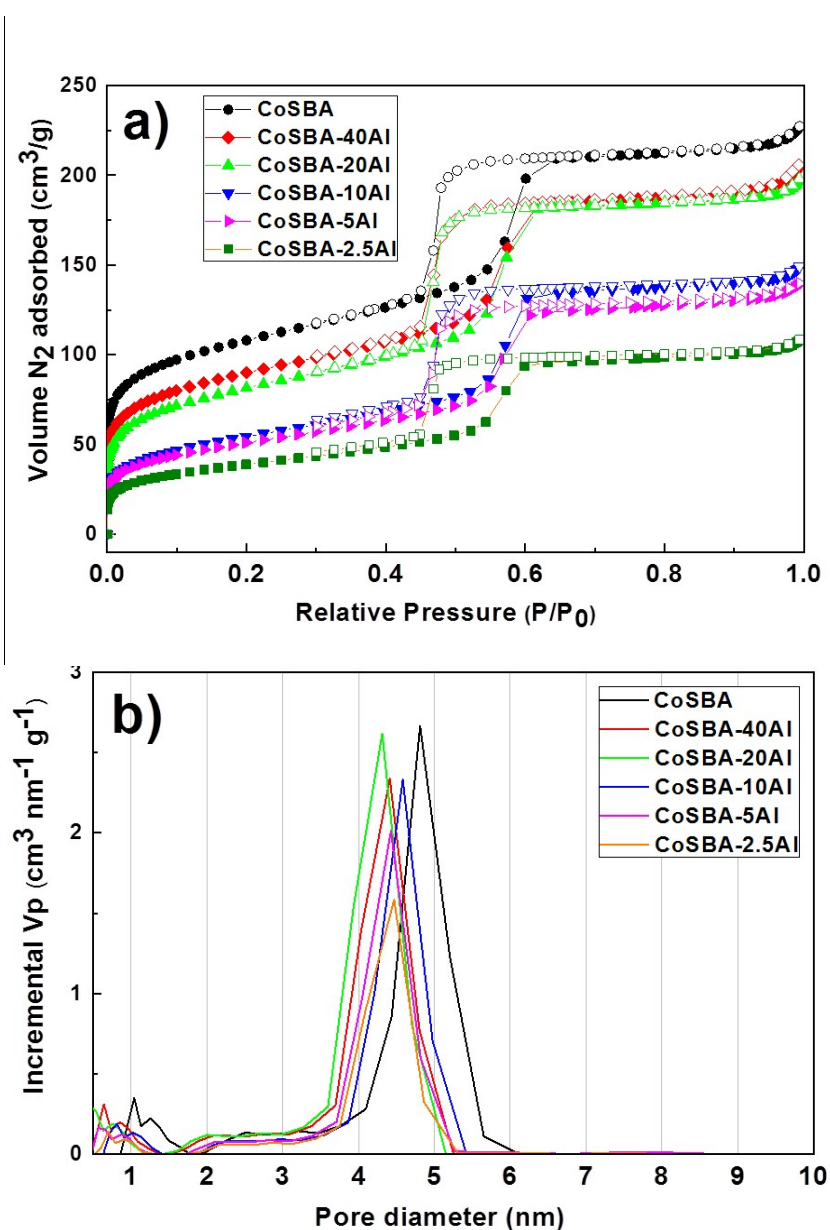 250
200
150
100
50
0
Volume N2 adsorbed (cm3/g)
a)
CoSBA
CoSBA-40Al
CoSBA-20Al
CoSBA-10Al
CoSBA-5Al
CoSBA-2.5Al
0.0 0.2 0.4 0.6 0.8 1.0
Relative Pressure (P/P0)
3
2
1
0
Incremental Vp (cm3 nm-1 g-1)
b)
CoSBA
CoSBA-40Al
CoSBA-20Al
CoSBA-10Al
CoSBA-5Al
CoSBA-2.5Al
1 2 3 4 5 6 7 8 9 10
Pore diameter (nm)